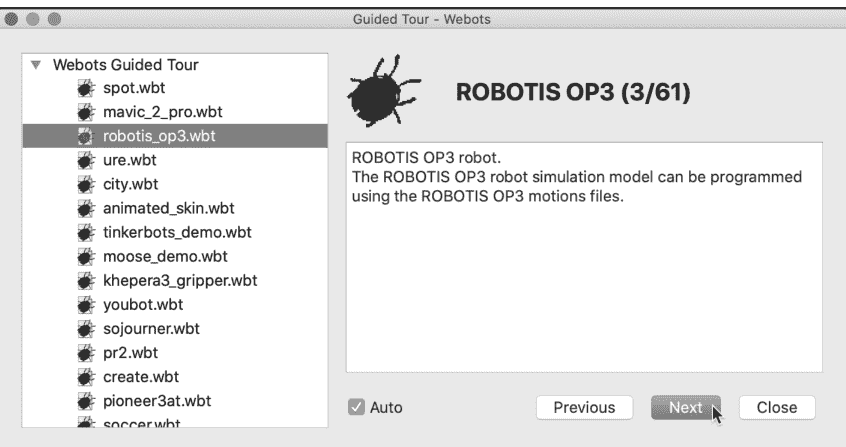 Guided Tour - Webots
Webots Guided Tour
spot.wbt
mavic_2_pro.wbt
robotis_op3.wbt
ure.wbt
city.wbt
animated_skin.wbt
tinkerbots_demo.wbt
moose_demo.wbt
khepera3_gripper.wbt
youbot.wbt
sojourner.wbt
pr2.wbt
create.wbt
pioneer3at.wbt
soccer.wbt
ROBOTIS OP3 (3/61)
ROBOTIS OP3 robot.
The ROBOTIS OP3 robot simulation model can be programmed
using the ROBOTIS OP3 motions files.
Auto
Previous
Next
Close